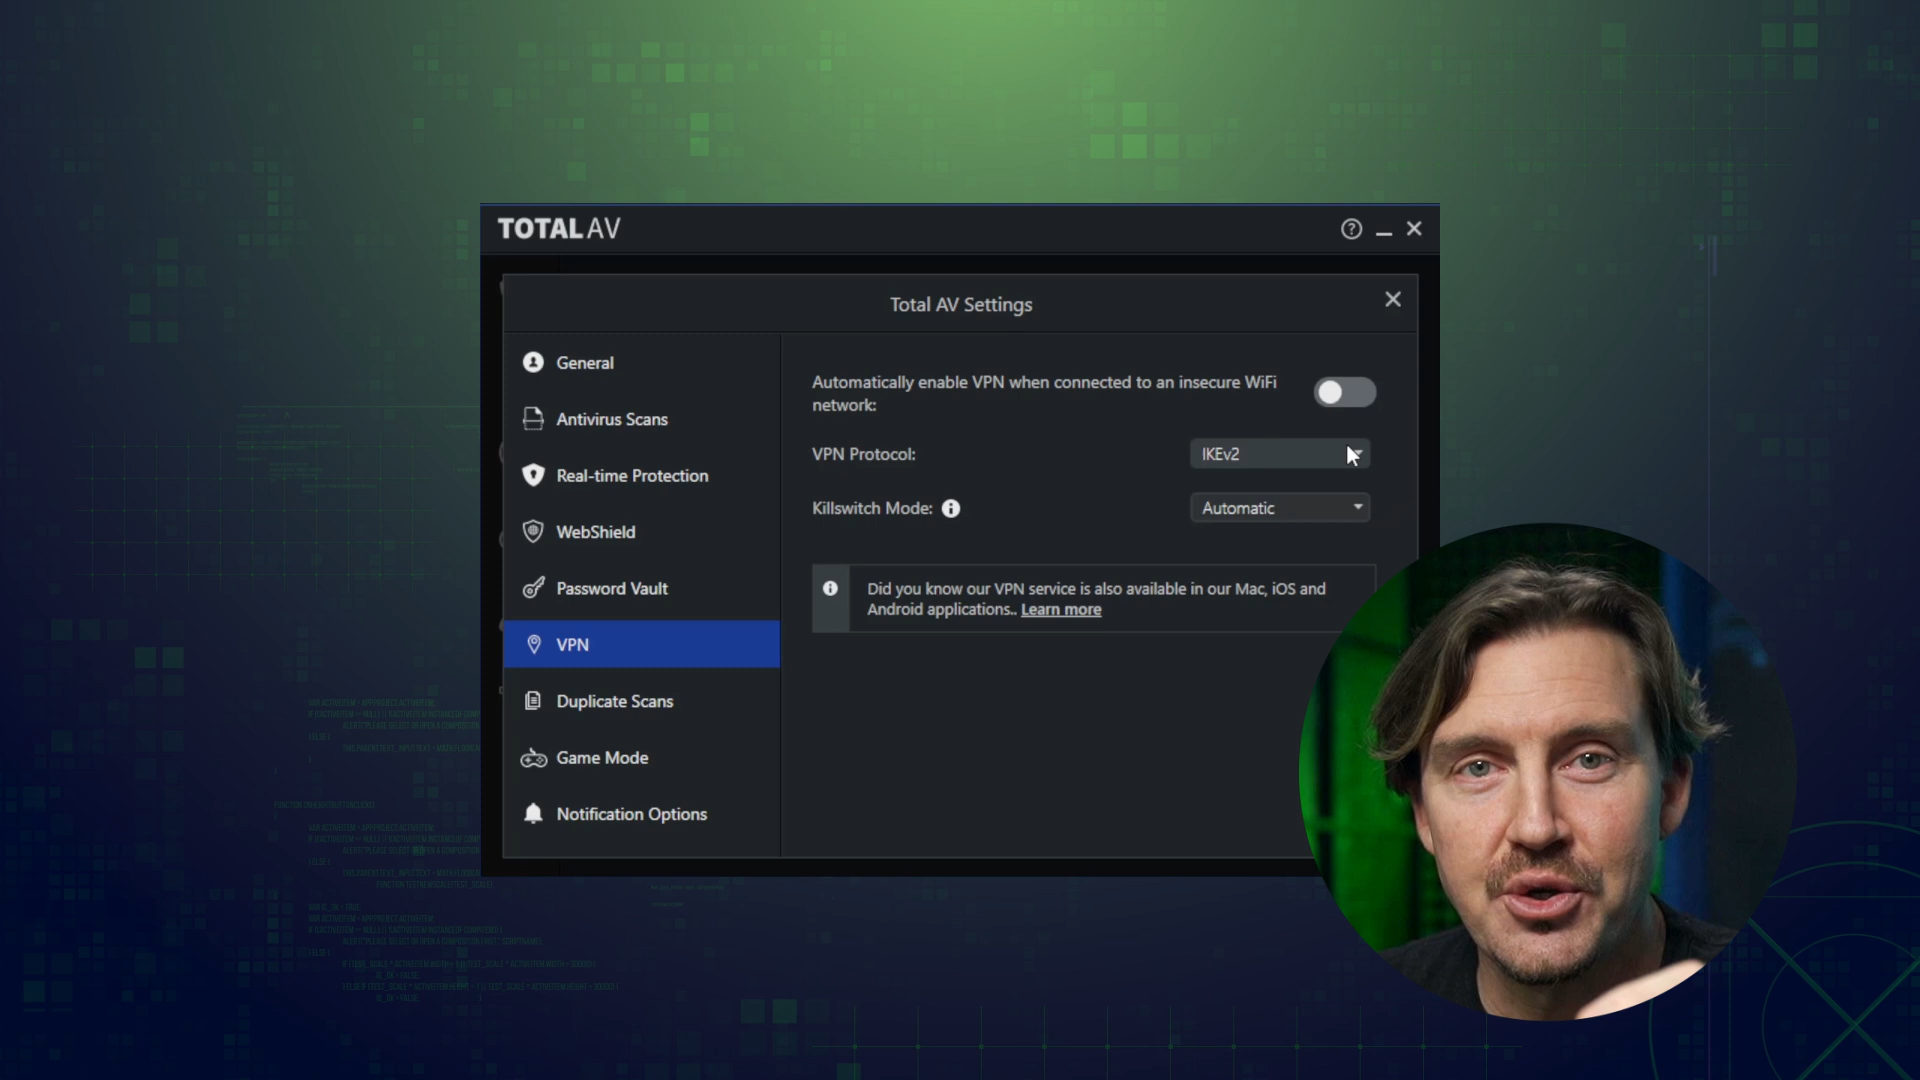 TOTAL AV
Total AV Settings
General
Antivirus Scans
Real-time Protection
WebShield
Password Vault
VPN
Duplicate Scans
Game Mode
Notification Options
Automatically enable VPN when connected to an insecure WiFi
network:
VPN Protocol:
IKEv2
Killswitch Mode:
Automatic
Did you know our VPN service is also available in our Mac, iOS and
Android applications.. Learn more